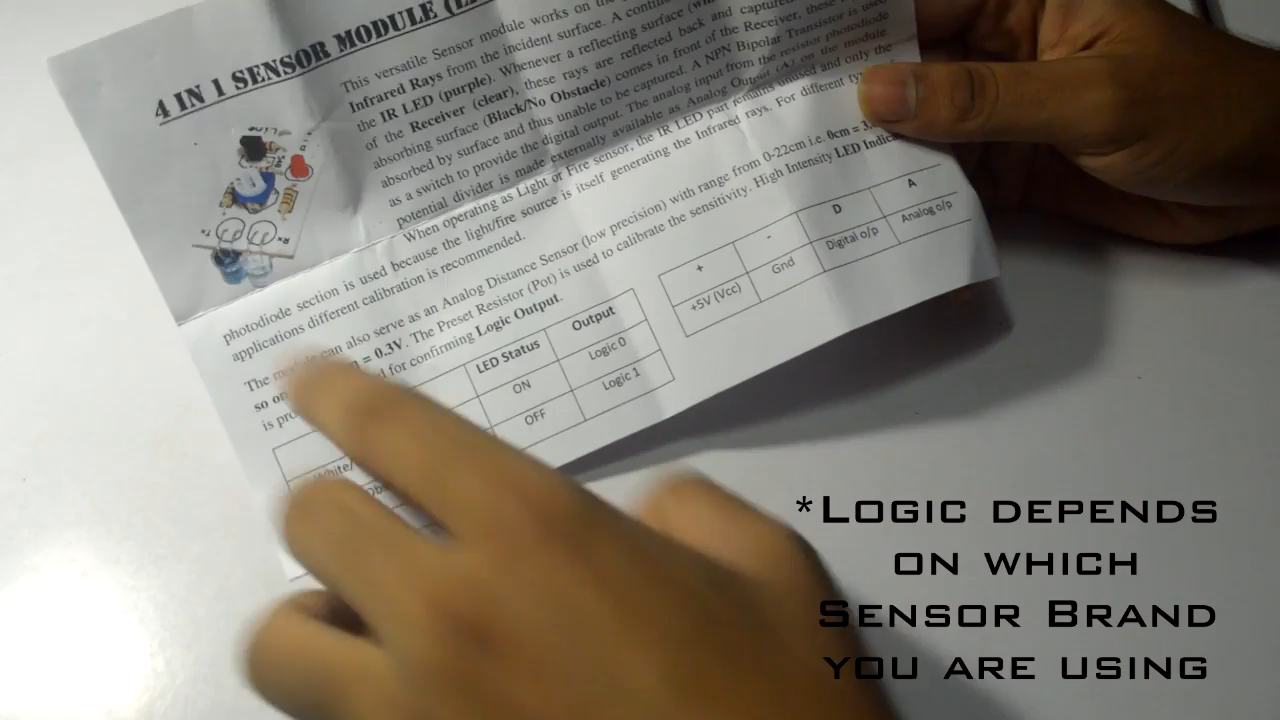 4 IN 1 SENSOR MODULE
This versatile Sensor module works on the
Infrared Rays from the incident surface. A
the IR LED (purple). Whenever a reflecting surface
of the Receiver (clear), these rays are reflected back and captured
absorbing surface (Black/No Obstacle) comes in front of the Receiver, these
absorbed by surface and thus unable to be captured. A NPN Bipolar Transistor is used
as a switch to provide the digital output. The analog input from the resistor photodiode
potential divider is made externally available as Analog Output (A) on the module
When operating as Light or Fire sensor, the IR LED part remains unused and only the
photodiode section is used because the light/fire source is itself generating the Infrared rays. For different
applications different calibration is recommended.
The module can also serve as an Analog Distance Sensor (low precision) with range from 0-22cm i.e. 0cm =
so on = 0.3V. The Preset Resistor (Pot) is used to calibrate the sensitivity. High Intensity LED
is for confirming Logic Output.
LED Status Output
White/ ON Logic 0
OFF Logic 1
+ - D A
+5V (Vcc) Gnd Digital o/p Analog o/p
*Logic depends
on which
Sensor Brand
you are using